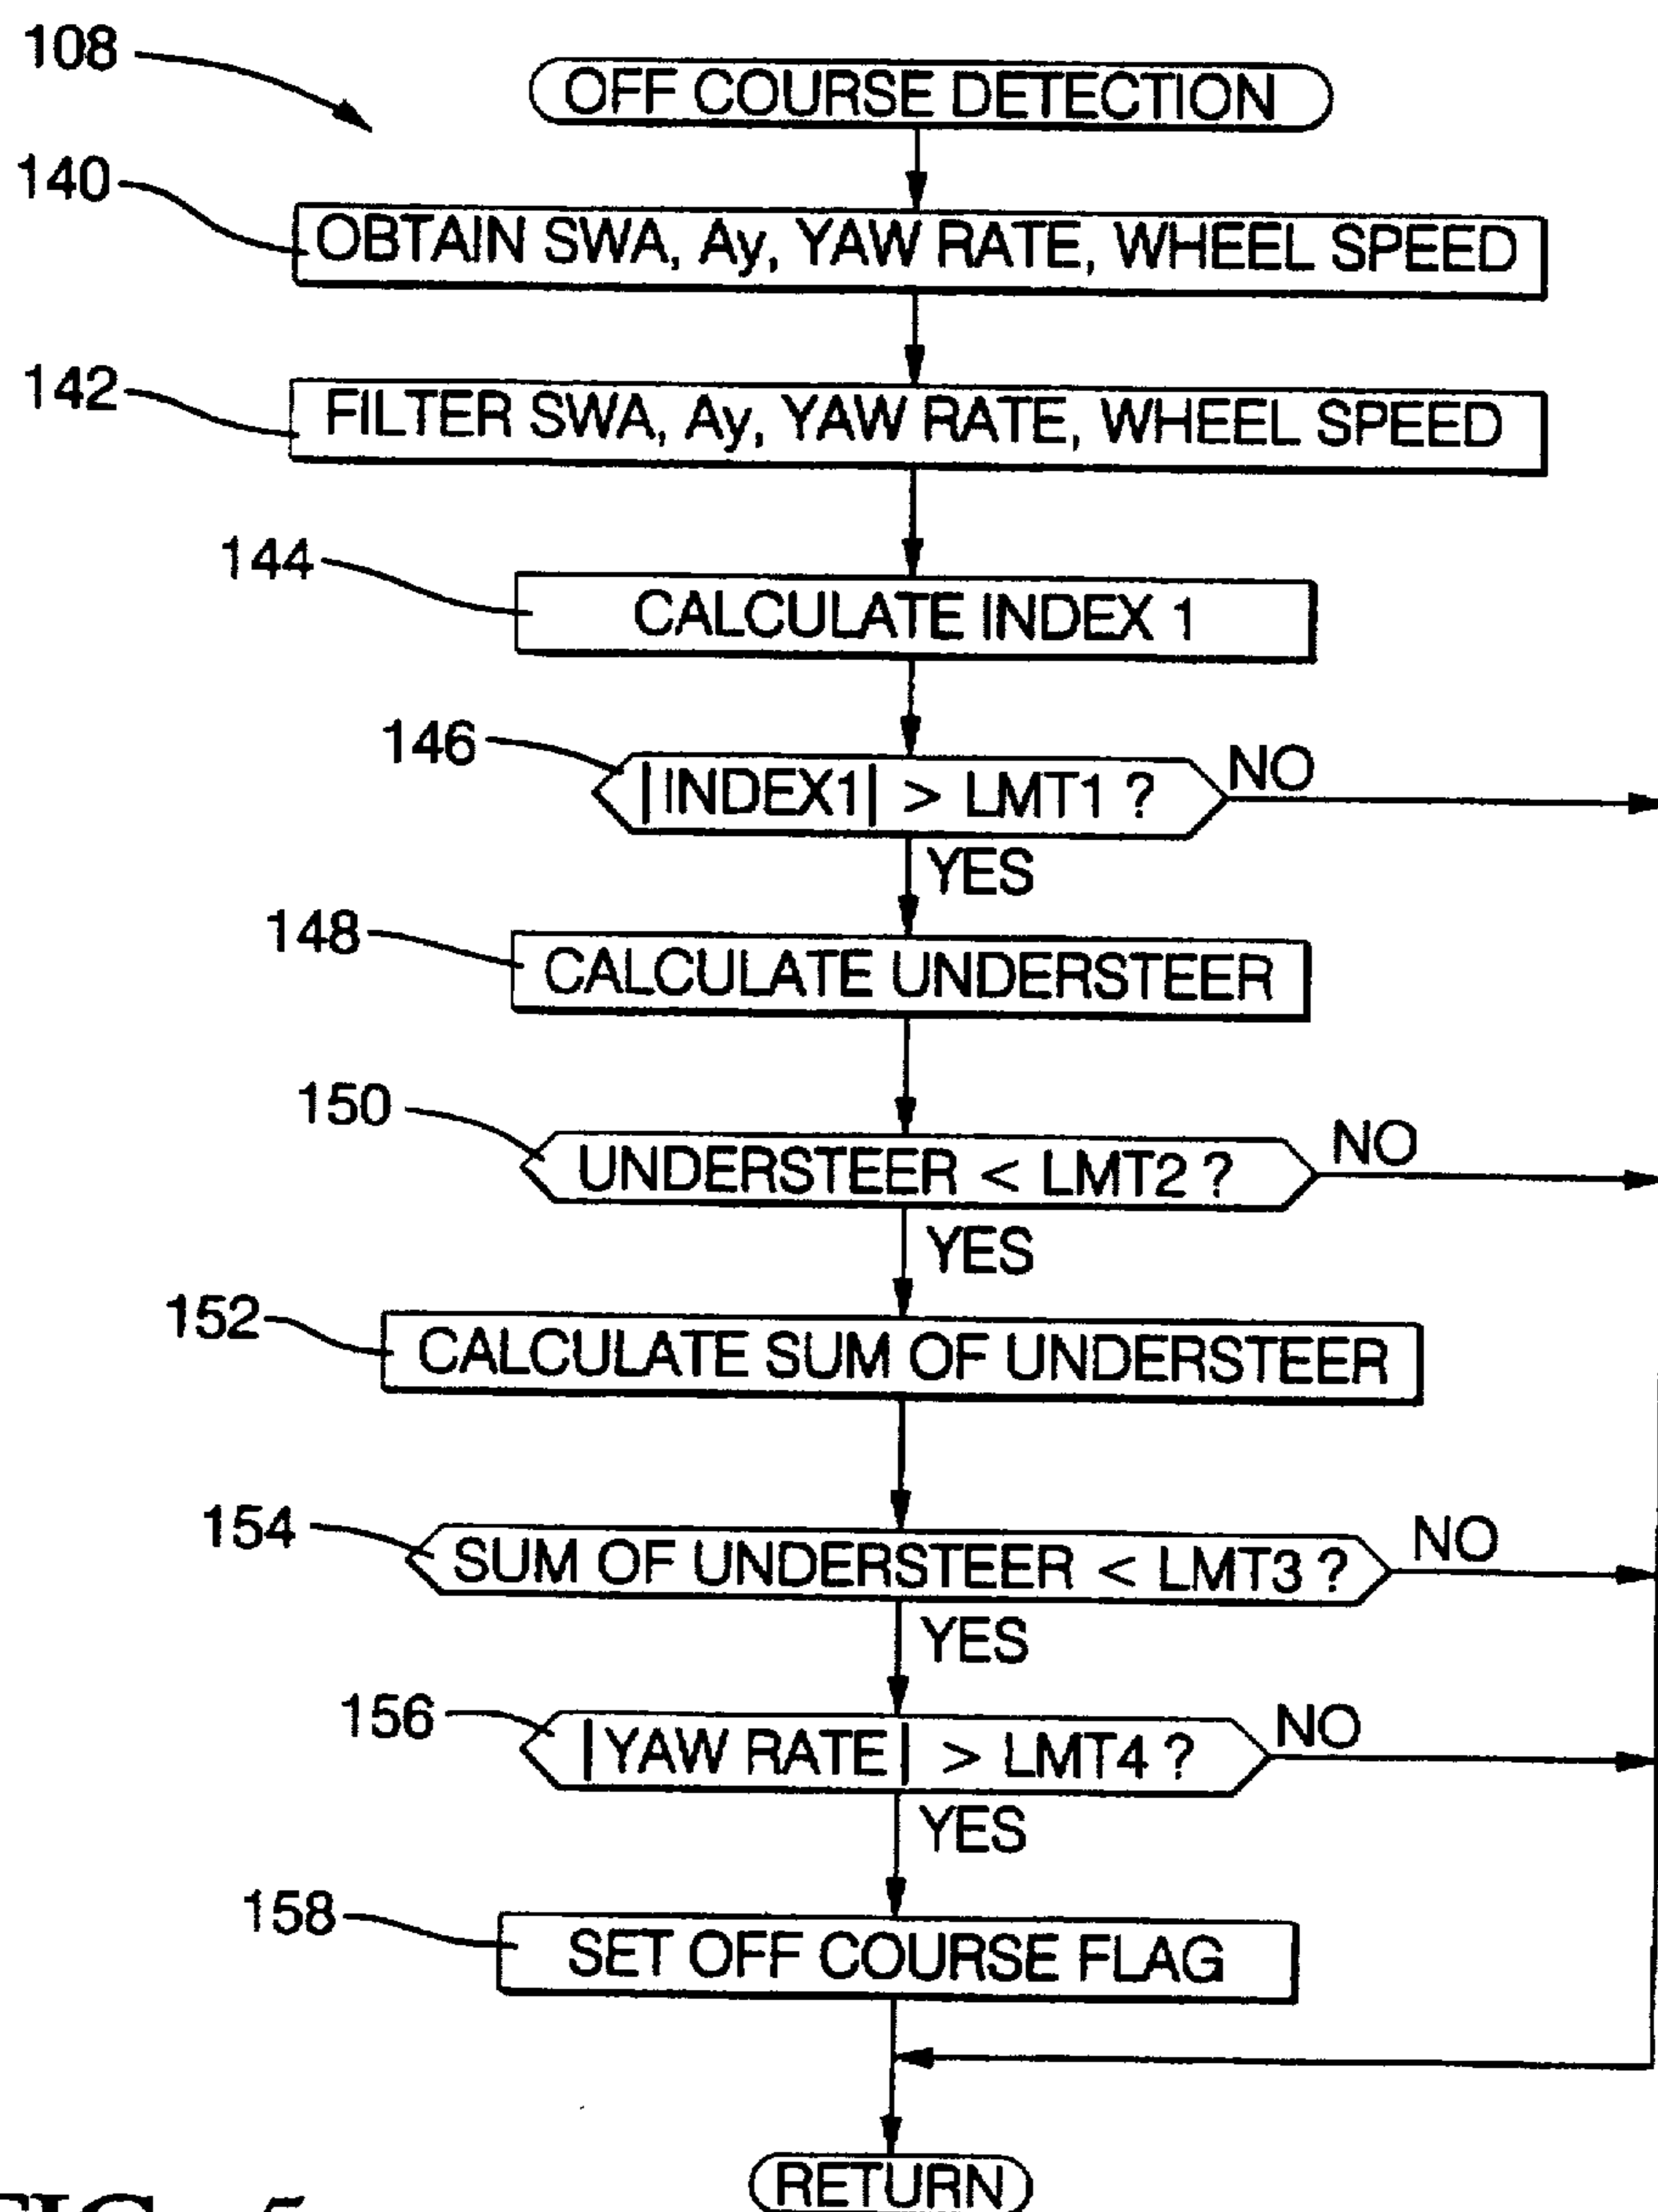 108
OFF COURSE DETECTION
140
OBTAIN SWA, Ay, YAW RATE, WHEEL SPEED
142
FILTER SWA, Ay, YAW RATE, WHEEL SPEED
144
CALCULATE INDEX 1
146
|INDEX1| > LMT1 ?
NO
YES
148
CALCULATE UNDERSTEER
150
UNDERSTEER < LMT2 ?
NO
YES
152
CALCULATE SUM OF UNDERSTEER
154
SUM OF UNDERSTEER < LMT3 ?
NO
YES
156
|YAW RATE| > LMT4 ?
NO
YES
158
SET OFF COURSE FLAG
RETURN